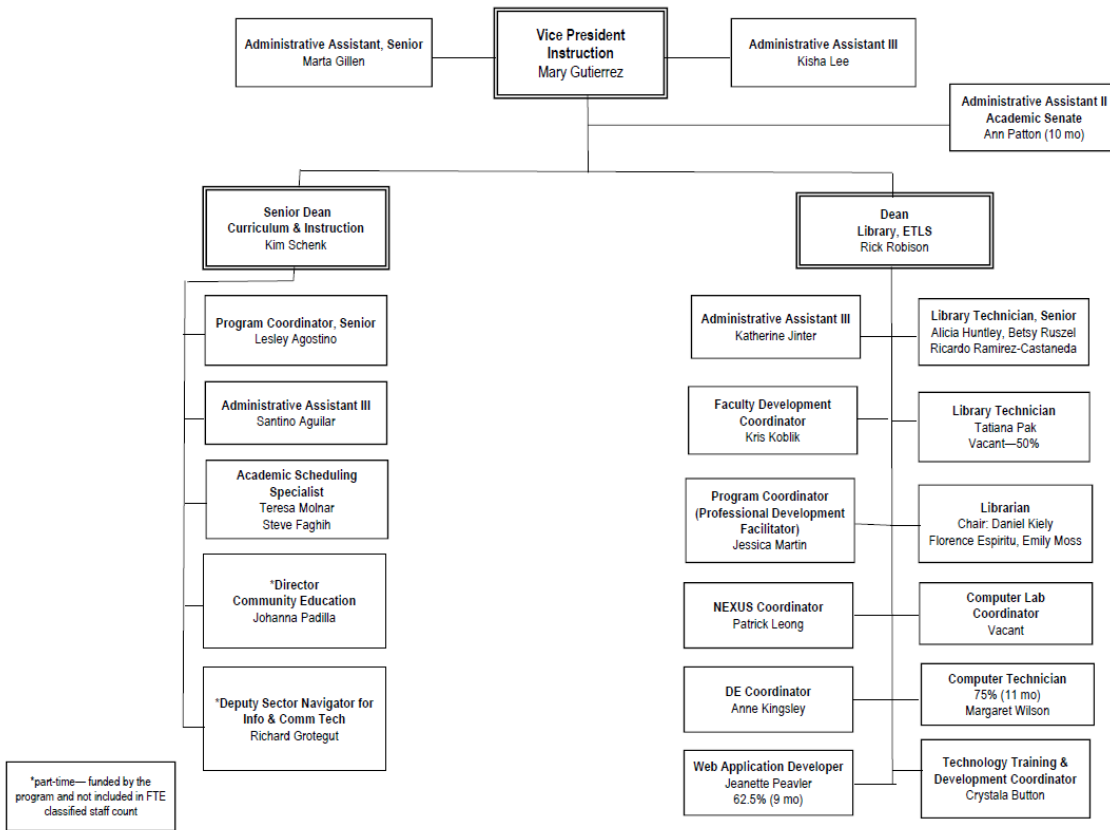 Administrative Assistant, Senior
Marta Gillen
Vice President
Instruction
Mary Gutierrez
Administrative Assistant III
Kisha Lee
Administrative Assistant II
Academic Senate
Ann Patton (10 mo)
Senior Dean
Curriculum & Instruction
Kim Schenk
Dean
Library, ETLS
Rick Robison
Program Coordinator, Senior
Lesley Agostino
Administrative Assistant III
Santino Aguilar
Academic Scheduling
Specialist
Teresa Molnar
Steve Faghih
*Director
Community Education
Johanna Padilla
*Deputy Sector Navigator for
Info & Comm Tech
Richard Grotegut
Administrative Assistant III
Katherine Jinter
Library Technician, Senior
Alicia Huntley, Betsy Ruszel
Ricardo Ramirez-Castaneda
Faculty Development
Coordinator
Kris Koblik
Library Technician
Tatiana Pak
Vacant—50%
Program Coordinator
(Professional Development
Facilitator)
Jessica Martin
Librarian
Chair: Daniel Kiely
Florence Espiritu, Emily Moss
NEXUS Coordinator
Patrick Leong
Computer Lab
Coordinator
Vacant
DE Coordinator
Anne Kingsley
Computer Technician
75% (11 mo)
Margaret Wilson
Web Application Developer
Jeanette Peavler
62.5% (9 mo)
Technology Training &
Development Coordinator
Crystala Button
*part-time— funded by the
program and not included in FTE
classified staff count